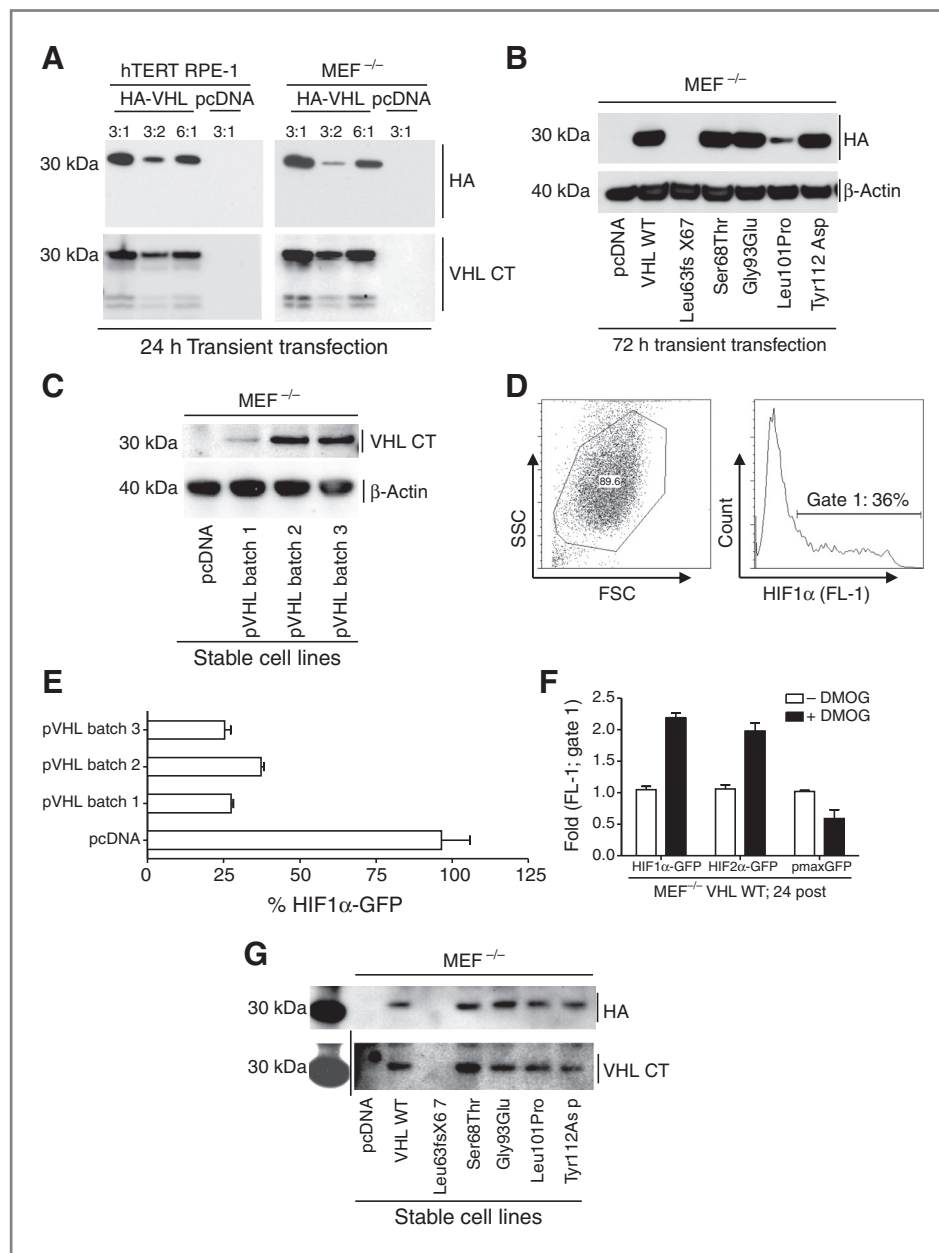 A
hTERT RPE-1
MEF –/–
HA-VHL pcDNA
HA-VHL pcDNA
3:1 3:2 6:1 3:1
3:1 3:2 6:1 3:1
30 kDa
HA
30 kDa
VHL CT
24 h Transient transfection
B
MEF –/–
30 kDa
HA
40 kDa
β-Actin
pcDNA
VHL WT
Leu63fs X67
Ser68Thr
Gly93Glu
Leu101Pro
Tyr112 Asp
72 h transient transfection
C
MEF –/–
30 kDa
VHL CT
40 kDa
β-Actin
pcDNA
pVHL batch 1
pVHL batch 2
pVHL batch 3
Stable cell lines
D
89.6
SSC
FSC
Count
Gate 1: 36%
HIF1α (FL-1)
E
pVHL batch 3
pVHL batch 2
pVHL batch 1
pcDNA
0 25 50 75 100 125
% HIF1α-GFP
F
Fold (FL-1; gate 1)
2.5
2.0
1.5
1.0
0.5
0.0
– DMOG
+ DMOG
HIF1α-GFP HIF2α-GFP pmaxGFP
MEF –/– VHL WT; 24 post
G
MEF –/–
30 kDa
HA
30 kDa
VHL CT
pcDNA
VHL WT
Leu63fsX6 7
Ser68Thr
Gly93Glu
Leu101Pro
Tyr112As p
Stable cell lines